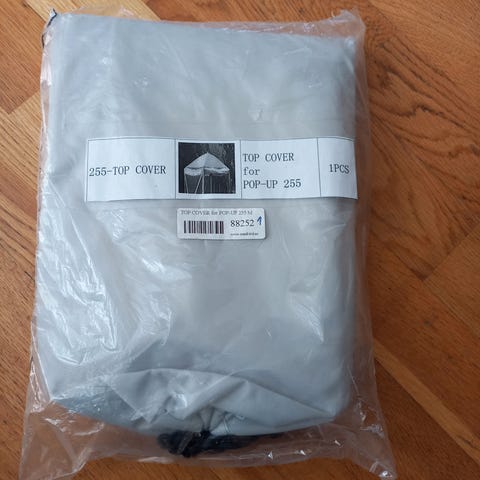 255-TOP COVER
TOP COVER
for
POP-UP 255
1PCS
TOP COVER for POP-UP 255
88252